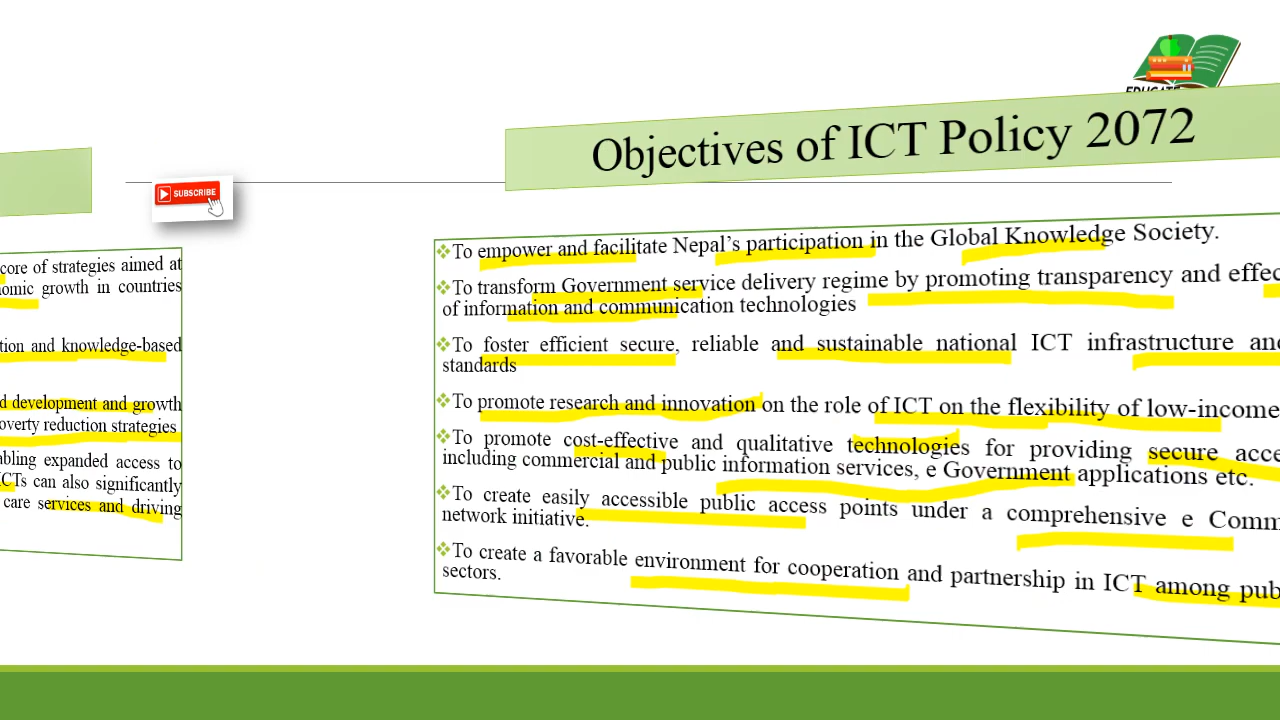 EDUCATE
Objectives of ICT Policy 2072
SUBSCRIBE
core of strategies aimed at
omic growth in countries
tion and knowledge-based
d development and growth
overty reduction strategies
abling expanded access to
ICTs can also significantly
care services and driving
To empower and facilitate Nepal's participation in the Global Knowledge Society.
To transform Government service delivery regime by promoting transparency and effec
of information and communication technologies
To foster efficient secure, reliable and sustainable national ICT infrastructure an
standards
To promote research and innovation on the role of ICT on the flexibility of low-income
To promote cost-effective and qualitative technologies for providing secure acce
including commercial and public information services, e Government applications etc.
To create easily accessible public access points under a comprehensive e Comm
network initiative.
To create a favorable environment for cooperation and partnership in ICT among pub
sectors.